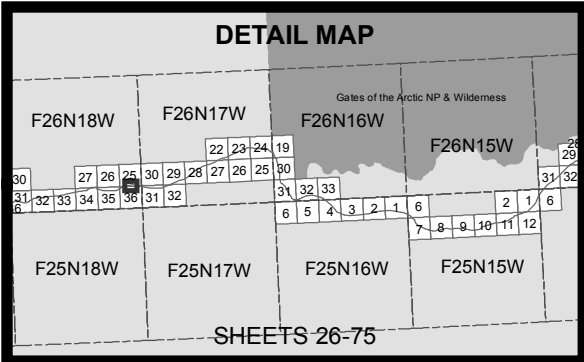 DETAIL MAP
Gates of the Arctic NP & Wilderness
F26N18W F26N17W F26N16W F26N15W
22 23 24 19 28
30 27 26 25 30 29 28 27 26 25 30 29
31 32 33 31 32
31 32 33 34 35 36 31 32
6 6 5 4 3 2 1 6 2 1 6
7 8 9 10 11 12
F25N18W F25N17W F25N16W F25N15W
SHEETS 26-75